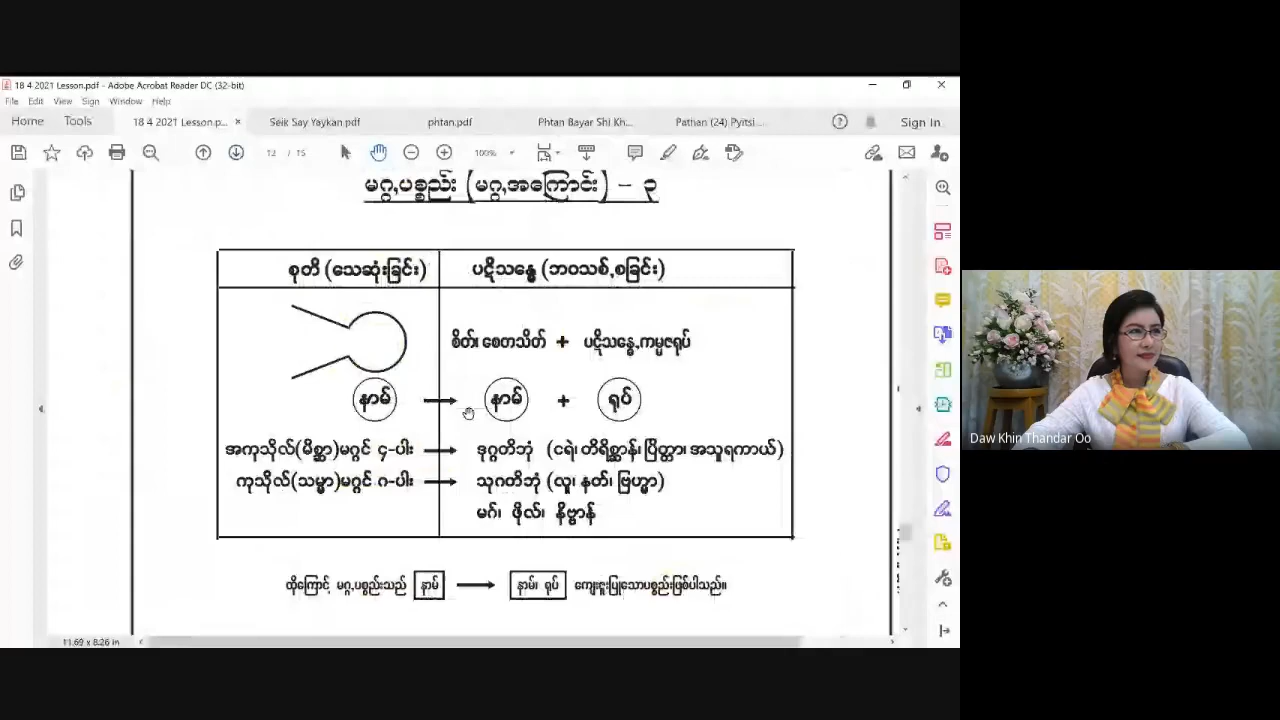 18 4 2021 Lesson.pdf - Adobe Acrobat Reader DC (32-bit)
File Edit View Sign Window Help
Home Tools 18 4 2021 Lesson.p... × Seik Say Yaykan.pdf phtan.pdf Phtan Bayar Shi Kh... Pathan (24) Pyitsi... Sign In
12 / 15 100%
မဂ္ဂ,ပစ္စည်း (မဂ္ဂ,အကြောင်း) – ၃
စုတိ (သေဆုံးခြင်း) ပဋိသန္ဓေ (ဘဝသစ်,စခြင်း)
စိတ်၊ စေတသိတ် + ပဋိသန္ဓေ,ကမ္မဇရုပ်
နာမ် → နာမ် + ရုပ်
အကုသိုလ်(မိစ္ဆာ)မဂ္ဂင် ၄-ပါး → ဒုဂ္ဂတိဘုံ (ငရဲ၊ တိရိစ္ဆာန်၊ ပြိတ္တာ၊ အသူရကာယ်)
ကုသိုလ်(သမ္မာ)မဂ္ဂင် ၈-ပါး → သုဂတိဘုံ (လူ၊ နတ်၊ ဗြဟ္မာ)
မဂ်၊ ဖိုလ်၊ နိဗ္ဗာန်
ထို့ကြောင့် မဂ္ဂ,ပစ္စည်းသည် နာမ် → နာမ်၊ ရုပ် ကျေးဇူးပြုသောပစ္စည်းဖြစ်ပါသည်။
11.69 x 8.26 in
Daw Khin Thandar Oo